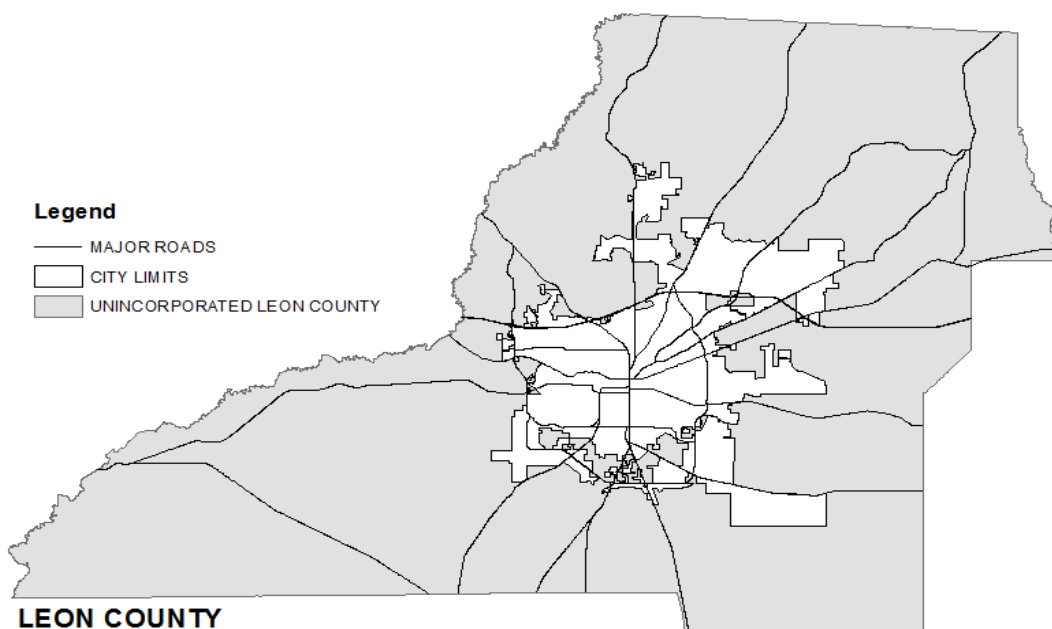 Legend
MAJOR ROADS
CITY LIMITS
UNINCORPORATED LEON COUNTY
LEON COUNTY